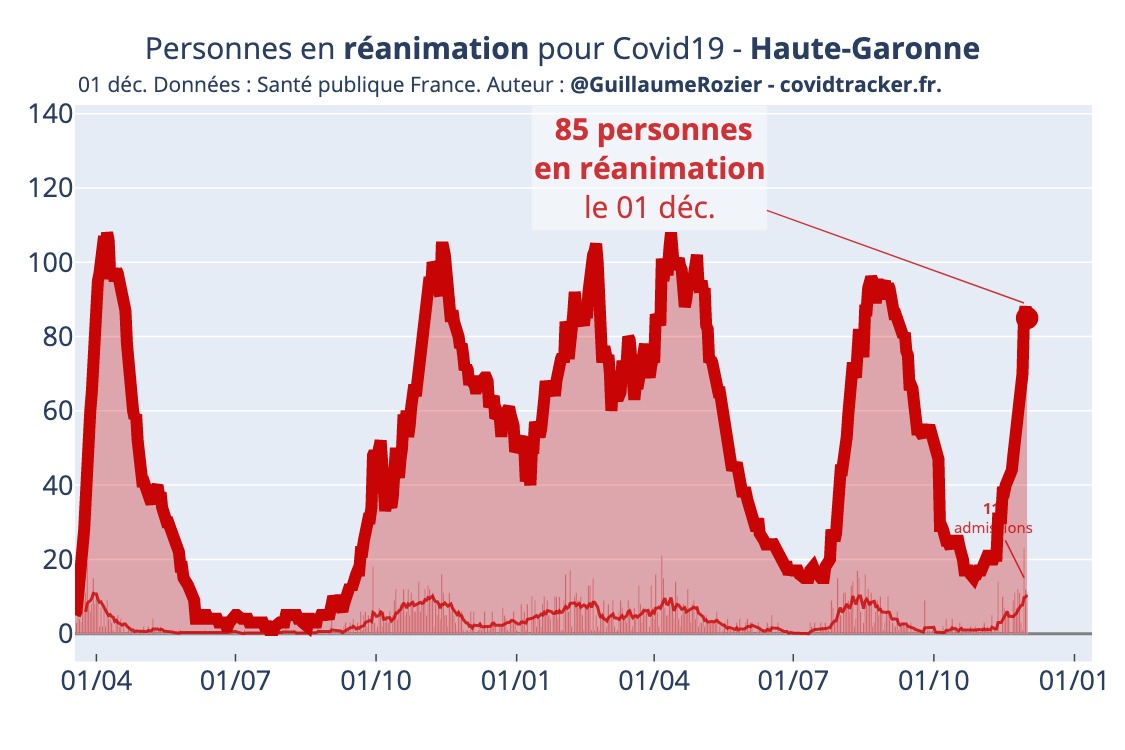 Personnes en réanimation pour Covid19 - Haute-Garonne
01 déc. Données : Santé publique France. Auteur : @GuillaumeRozier - covidtracker.fr.
85 personnes
en réanimation
le 01 déc.
140
120
100
80
60
40
20
0
admissions
01/04
01/07
01/10
01/01
01/04
01/07
01/10
01/01